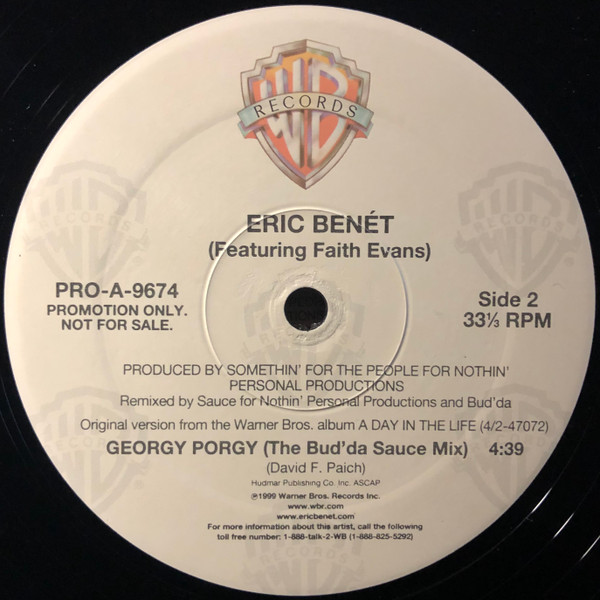 WB
RECORDS
ERIC BENÉT
(Featuring Faith Evans)
PRO-A-9674
PROMOTION ONLY.
NOT FOR SALE.
Side 2
33⅓ RPM
PRODUCED BY SOMETHIN' FOR THE PEOPLE FOR NOTHIN'
PERSONAL PRODUCTIONS
Remixed by Sauce for Nothin' Personal Productions and Bud'da
Original version from the Warner Bros. album A DAY IN THE LIFE (4/2-47072)
GEORGY PORGY (The Bud'da Sauce Mix) 4:39
(David F. Paich)
Hudmar Publishing Co. Inc. ASCAP
℗1999 Warner Bros. Records Inc.
www.wbr.com
www.ericbenet.com
For more information about this artist, call the following
toll free number: 1-888-talk-2-WB (1-888-825-5292)